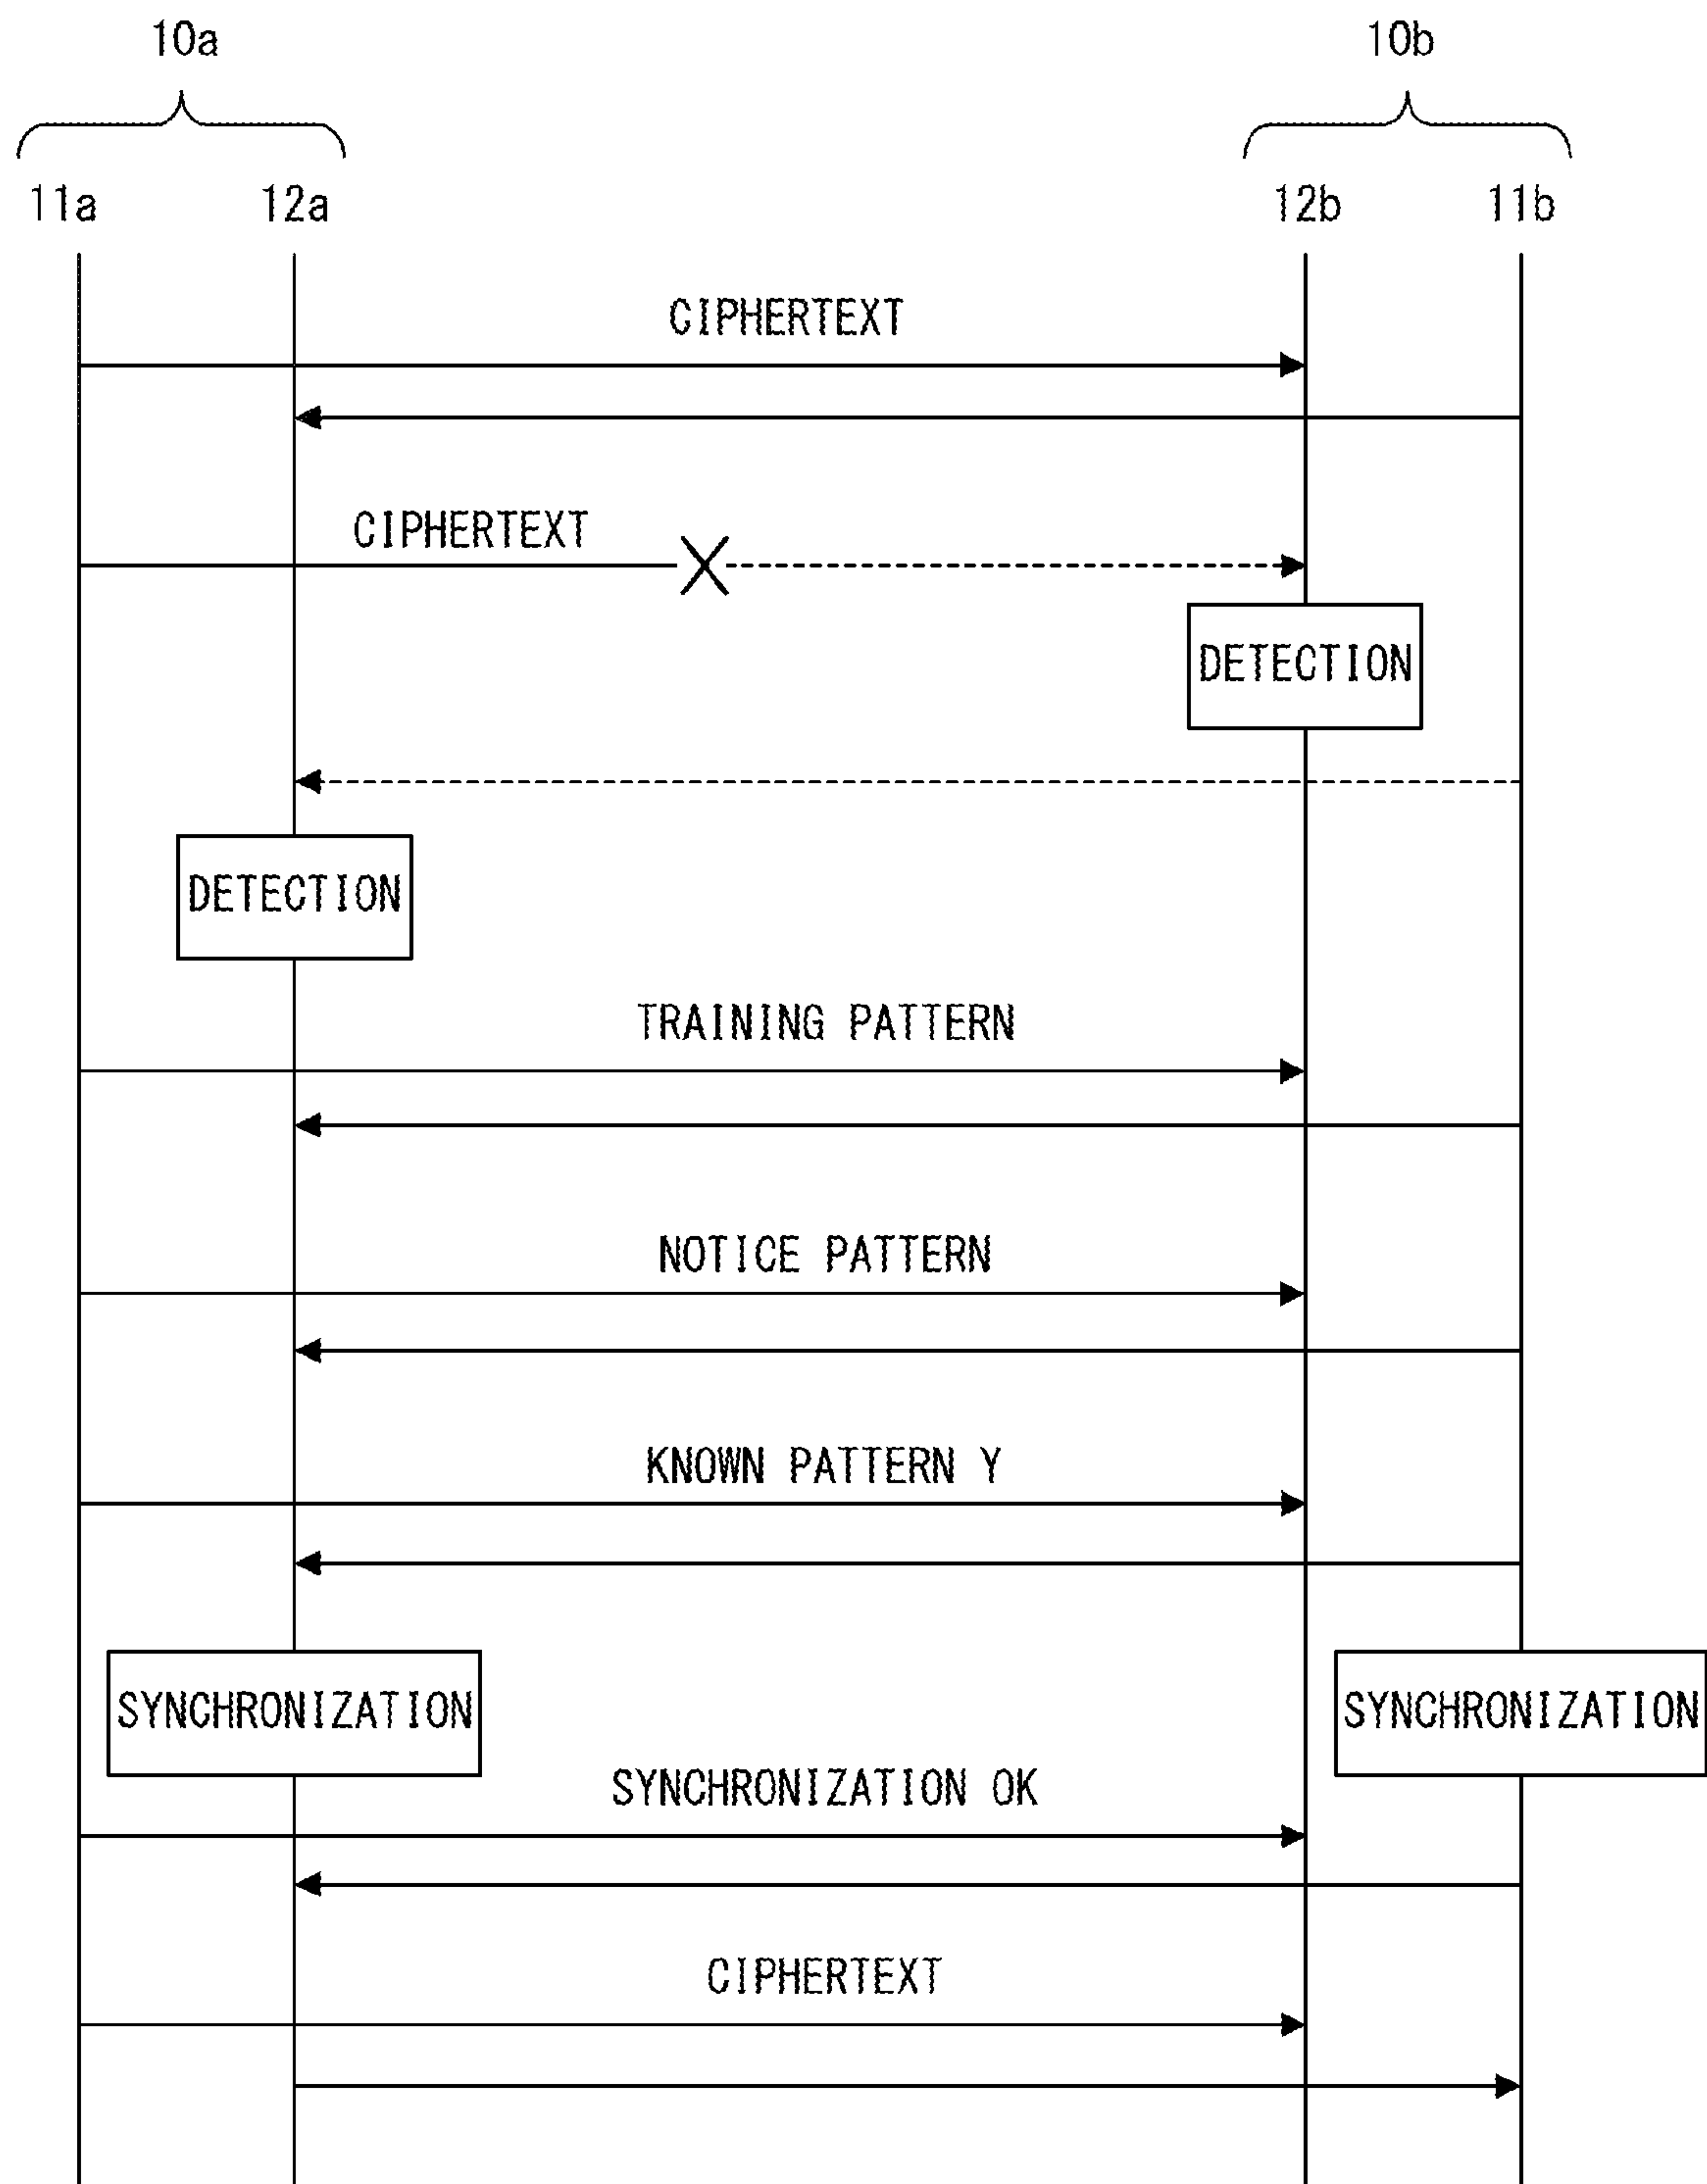 10a 10b
11a 12a 12b 11b
CIPHERTEXT
CIPHERTEXT
DETECTION
DETECTION
TRAINING PATTERN
NOTICE PATTERN
KNOWN PATTERN Y
SYNCHRONIZATION SYNCHRONIZATION
SYNCHRONIZATION OK
CIPHERTEXT